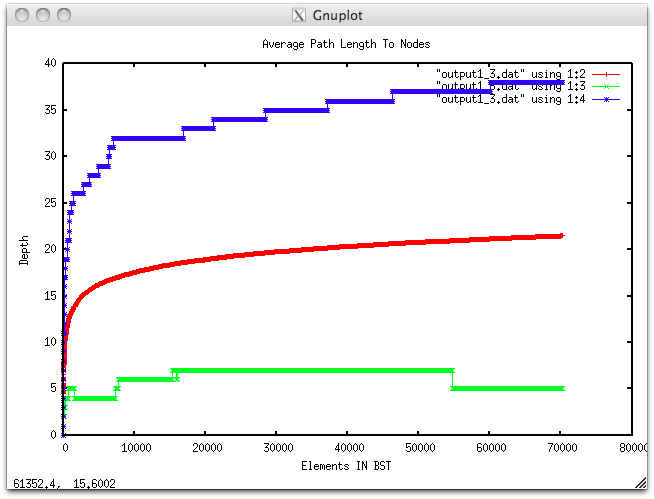 Gnuplot
Average Path Length To Nodes
"output1_3.dat" using 1:2
"output1_3.dat" using 1:3
"output1_3.dat" using 1:4
40
35
30
25
20
15
10
5
0
Depth
0 10000 20000 30000 40000 50000 60000 70000 80000
Elements IN BST
61352.4, 15.6002